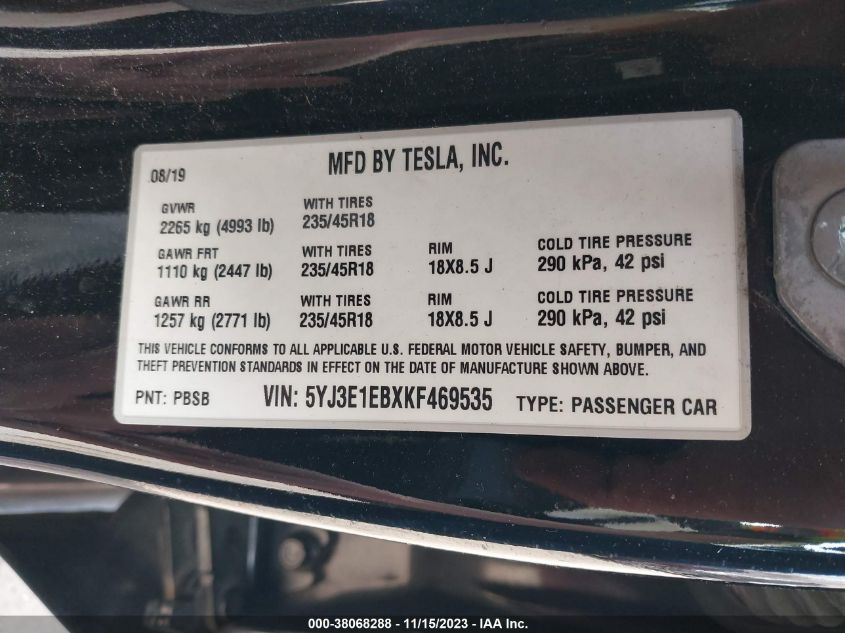 MFD BY TESLA, INC.
08/19
GVWR WITH TIRES
2265 kg (4993 lb) 235/45R18
GAWR FRT WITH TIRES RIM COLD TIRE PRESSURE
1110 kg (2447 lb) 235/45R18 18X8.5 J 290 kPa, 42 psi
GAWR RR WITH TIRES RIM COLD TIRE PRESSURE
1257 kg (2771 lb) 235/45R18 18X8.5 J 290 kPa, 42 psi
THIS VEHICLE CONFORMS TO ALL APPLICABLE U.S. FEDERAL MOTOR VEHICLE SAFETY, BUMPER, AND
THEFT PREVENTION STANDARDS IN EFFECT ON THE DATE OF MANUFACTURE SHOWN ABOVE.
PNT: PBSB VIN: 5YJ3E1EBXKF469535 TYPE: PASSENGER CAR
000-38068288 - 11/15/2023 - IAA Inc.